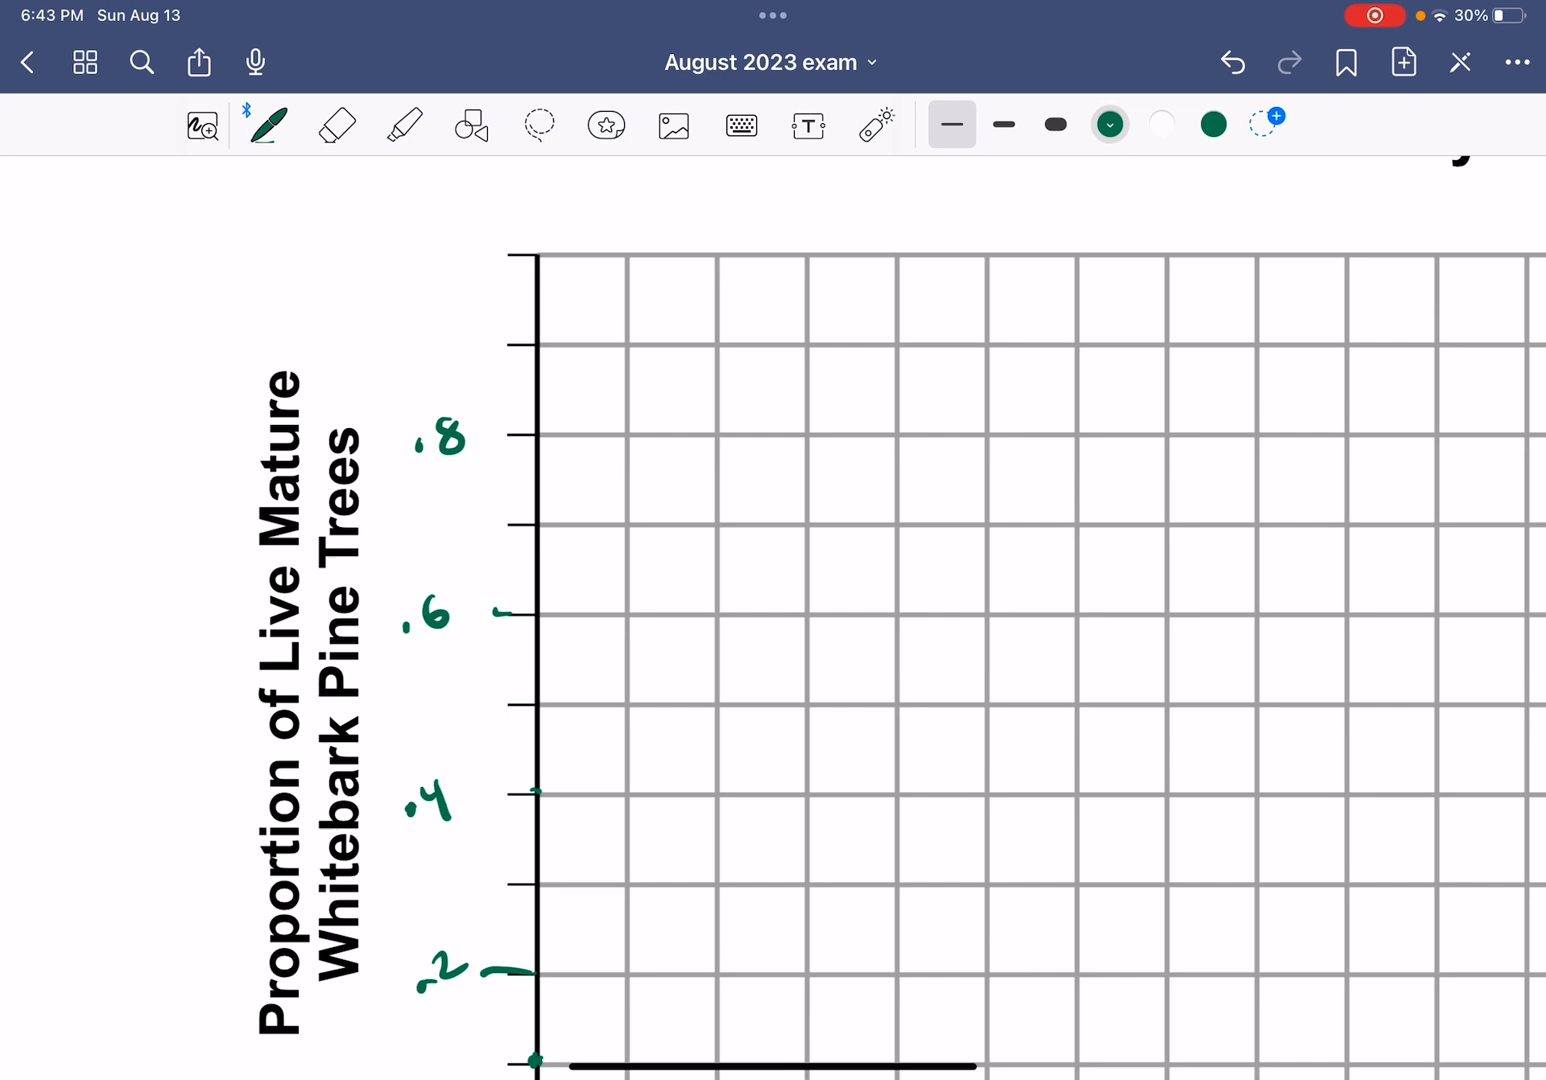 6:43 PM Sun Aug 13
30%
August 2023 exam
T
Proportion of Live Mature
Whitebark Pine Trees
.8
.6
.4
.2